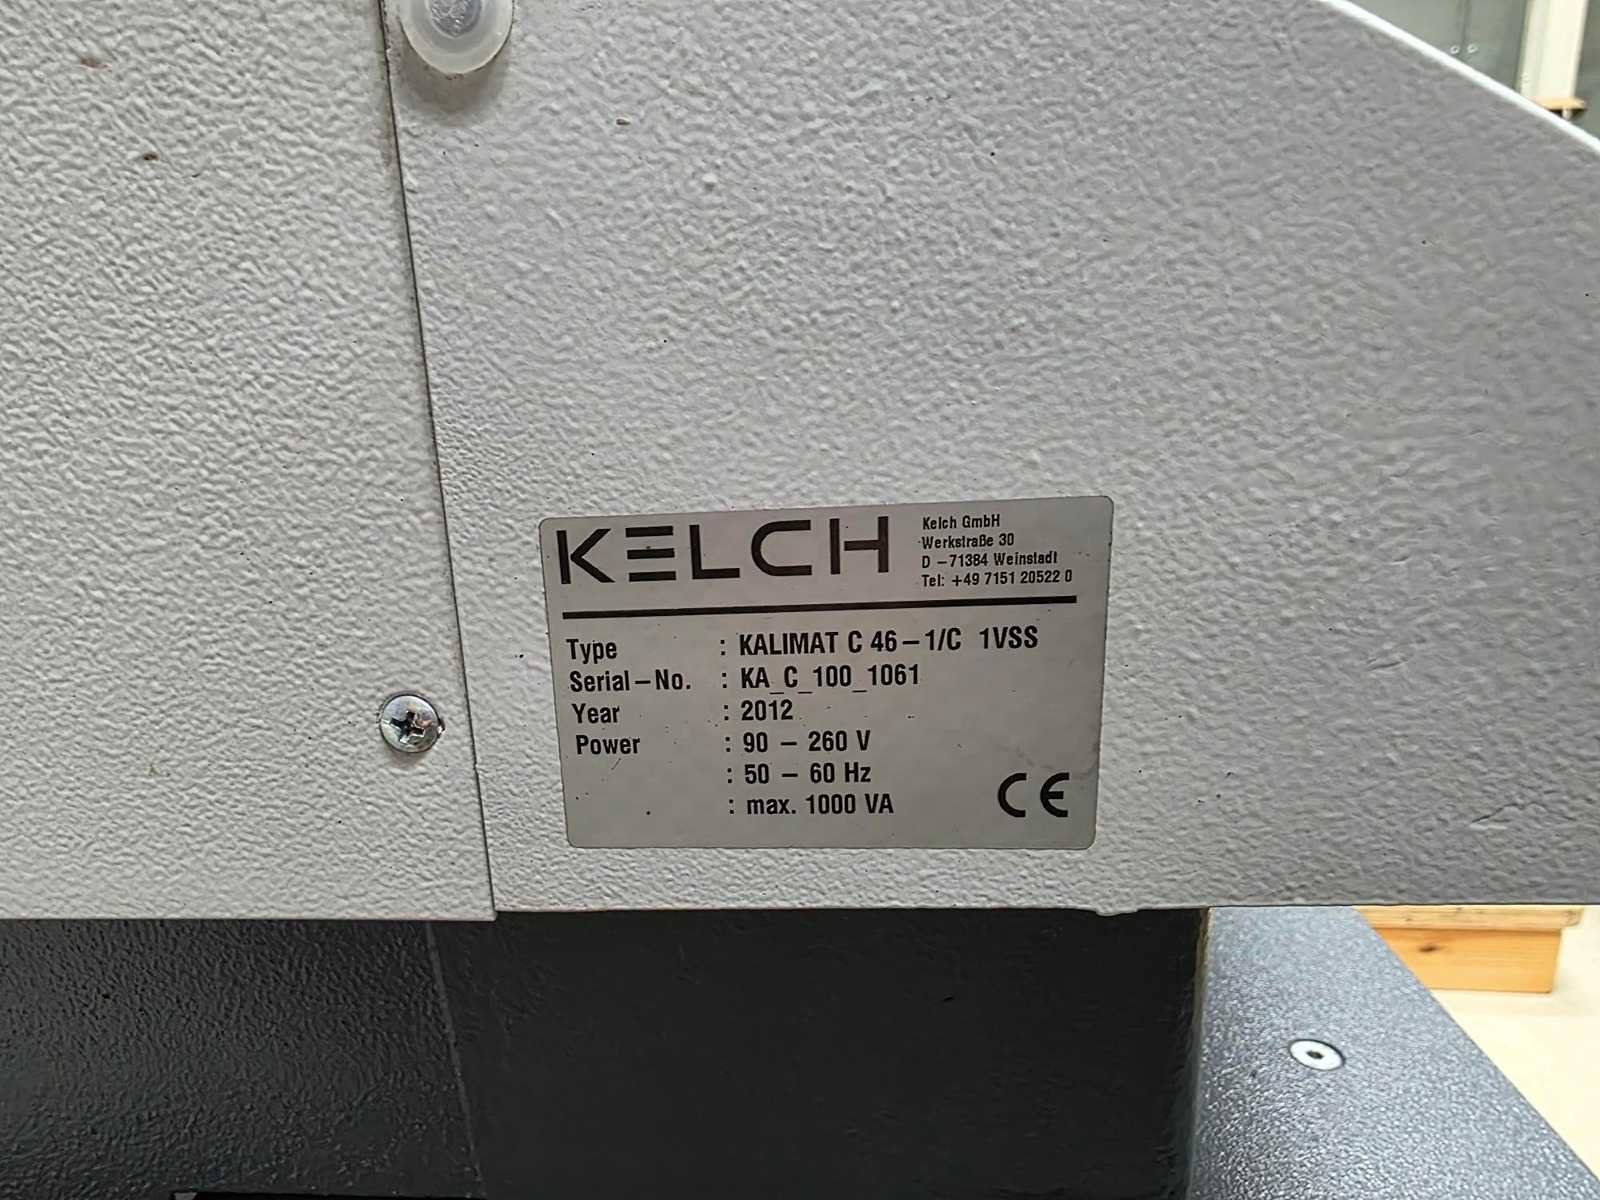 KELCH
Kelch GmbH
Werkstraße 30
D – 71384 Weinstadt
Tel: +49 7151 20522 0
Type : KALIMAT C 46 – 1/C 1VSS
Serial – No. : KA_C_100_1061
Year : 2012
Power : 90 – 260 V
: 50 – 60 Hz
: max. 1000 VA
CE